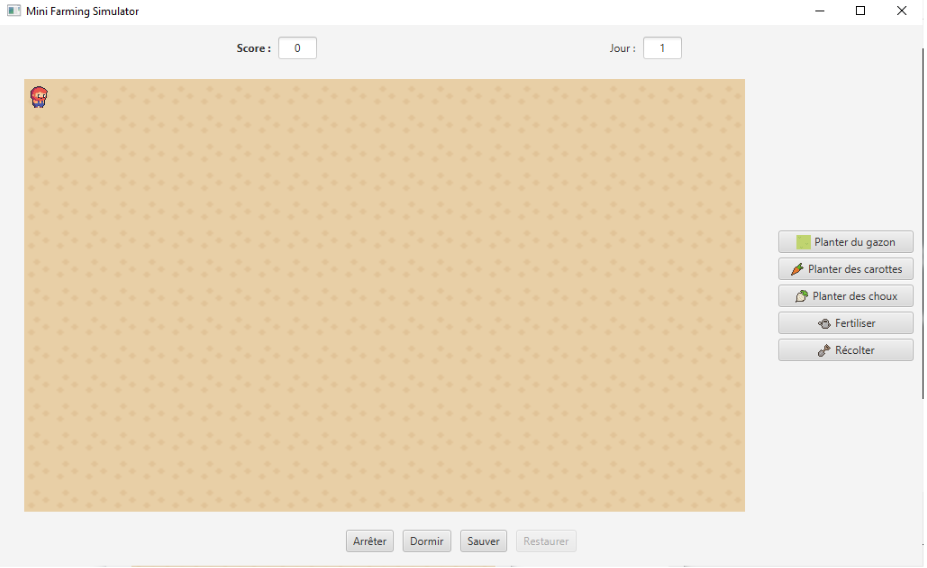 Mini Farming Simulator
Score : 0 Jour : 1
Planter du gazon
Planter des carottes
Planter des choux
Fertiliser
Récolter
Arrêter Dormir Sauver Restaurer